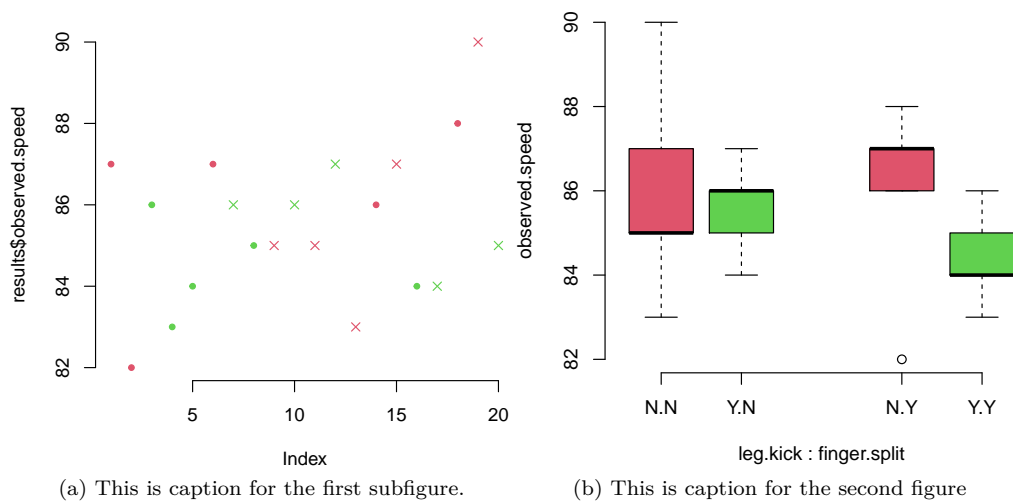 90
88
86
84
82
results$observed.speed
5
10
15
20
Index
(a) This is caption for the first subfigure.
90
88
86
84
82
observed.speed
N.N
Y.N
N.Y
Y.Y
leg.kick : finger.split
(b) This is caption for the second figure